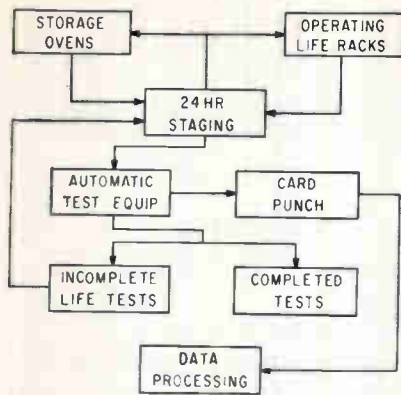 STORAGE
OVENS
OPERATING
LIFE RACKS
24 HR
STAGING
AUTOMATIC
TEST EQUIP
CARD
PUNCH
INCOMPLETE
LIFE TESTS
COMPLETED
TESTS
DATA
PROCESSING